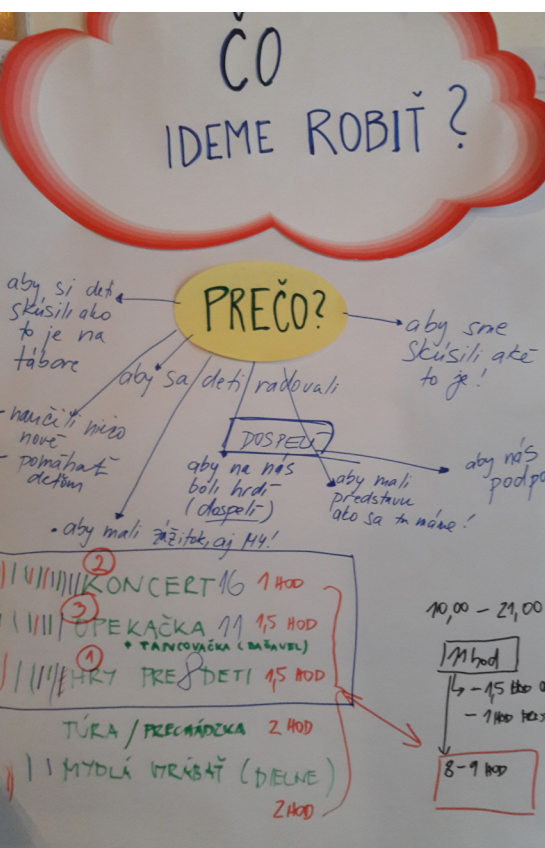 ČO
IDEME ROBIŤ?
PREČO?
aby si deti
skúsili ako
to je na
tábore
aby sme
skúsili aké
to je!
aby sa deti radovali
- naučili niečo
nové
- pomáhať
deťom
DOSPELÍ
aby na nás
boli hrdí
(dospelí)
aby mali
predstavu
ako sa tu máme!
aby nás
podpo
• aby mali zážitok, aj MY!
② KONCERT 16 1 HOD
③ OPEKAČKA 11 1,5 HOD
+ TANCOVAČKA (BAŽAVEL)
① HRY PRE 8 DETI 1,5 HOD
TÚRA / PRECHÁDZKA 2 HOD
MYDLÁ VYRÁBAŤ (DIELNE)
2 HOD
10,00 - 21,00
11 hod
- 1,5 HOD
- 1 HOD
8-9 HOD